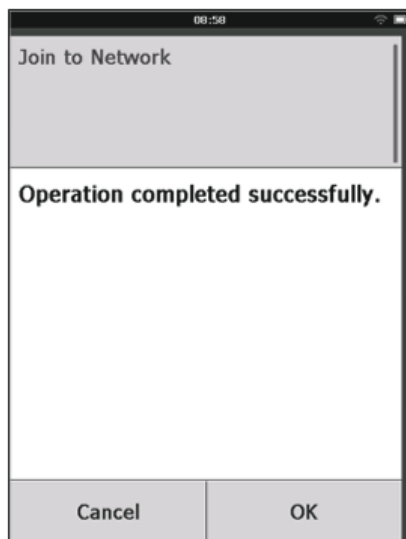 08:58
Join to Network
Operation completed successfully.
Cancel
OK